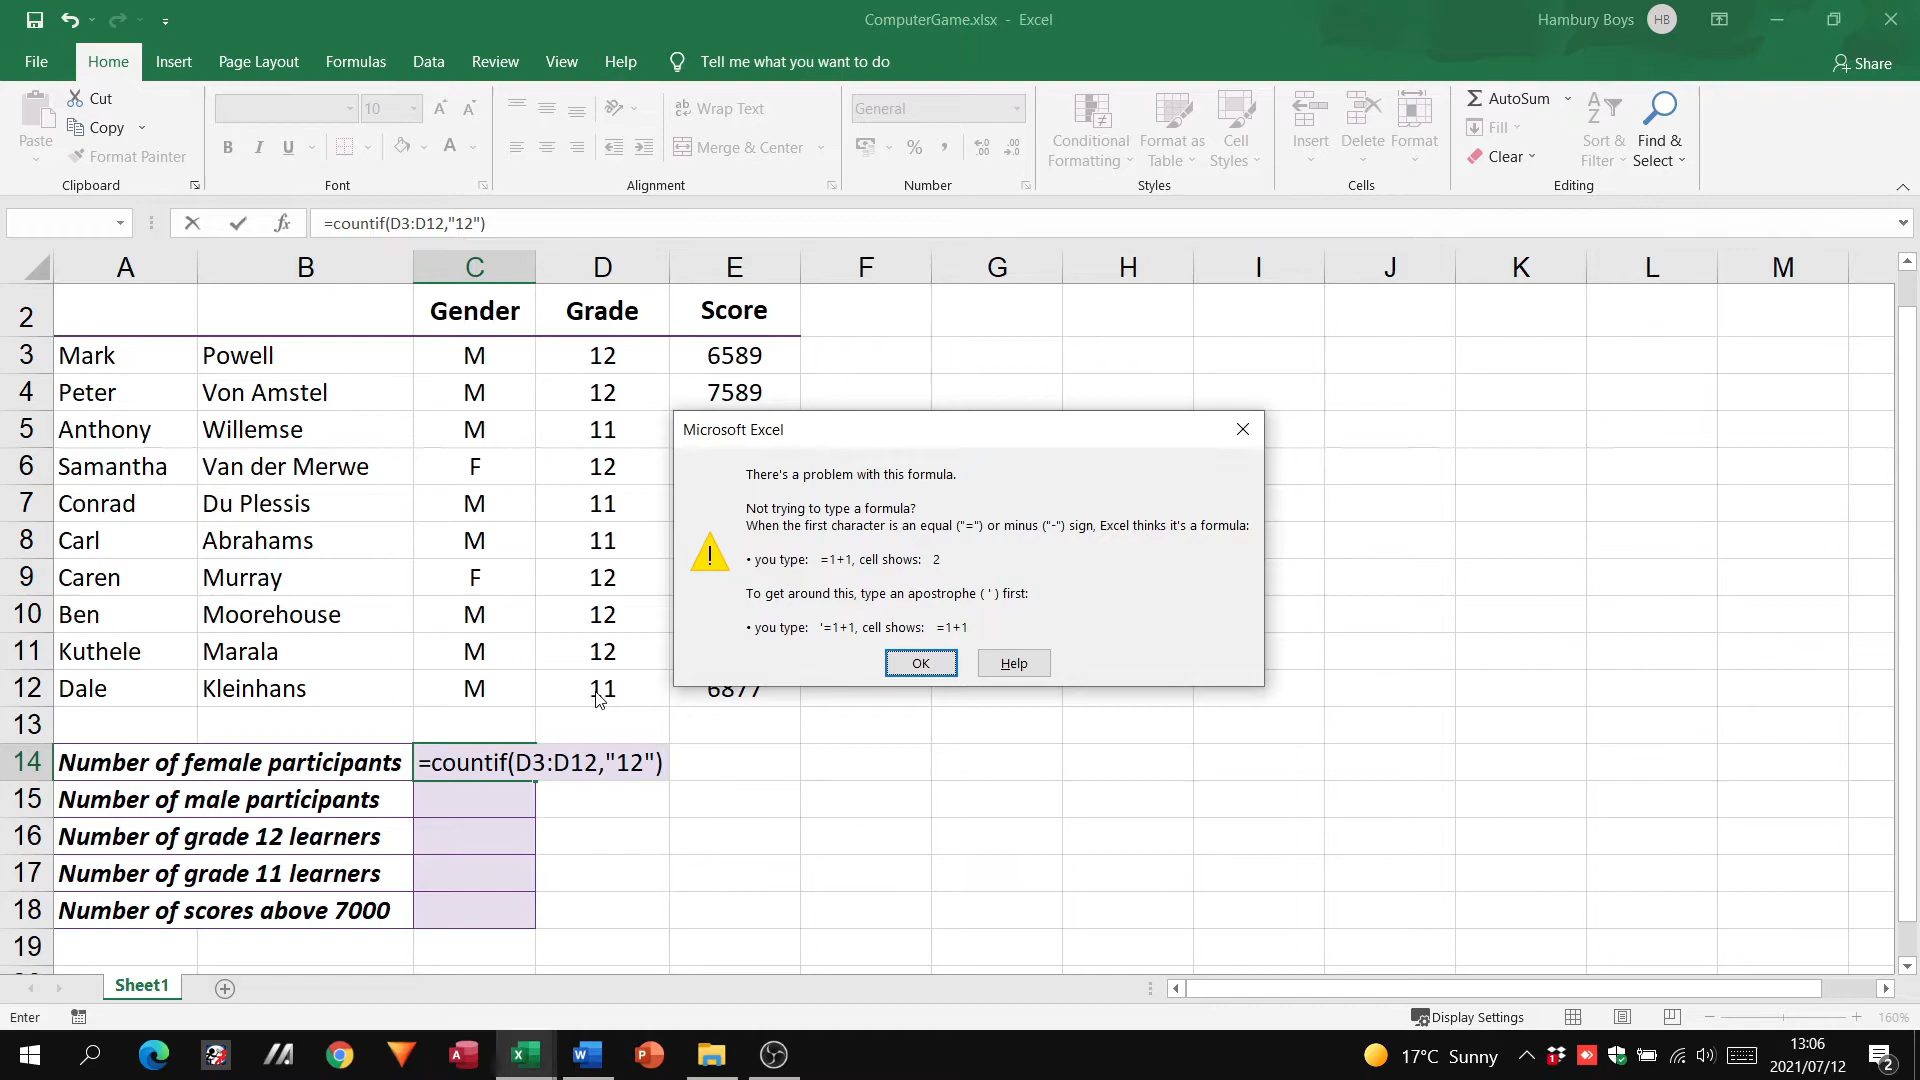 ComputerGame.xlsx - Excel
Hambury Boys
HB
File
Home
Insert
Page Layout
Formulas
Data
Review
View
Help
Tell me what you want to do
Share
Paste
Cut
Copy
Format Painter
Clipboard
10
B I U
A
Font
Wrap Text
Merge & Center
Alignment
General
%
Number
Conditional
Formatting
Format as
Table
Cell
Styles
Styles
Insert
Delete
Format
Cells
AutoSum
Fill
Clear
Sort &
Filter
Find &
Select
Editing
fx
=countif(D3:D12,"12")
A B C D E F G H I J K L M
2 Gender Grade Score
3 Mark Powell M 12 6589
4 Peter Von Amstel M 12 7589
5 Anthony Willemse M 11
6 Samantha Van der Merwe F 12
7 Conrad Du Plessis M 11
8 Carl Abrahams M 11
9 Caren Murray F 12
10 Ben Moorehouse M 12
11 Kuthele Marala M 12
12 Dale Kleinhans M 11 6877
13
14 Number of female participants =countif(D3:D12,"12")
15 Number of male participants
16 Number of grade 12 learners
17 Number of grade 11 learners
18 Number of scores above 7000
19
Microsoft Excel
There's a problem with this formula.
Not trying to type a formula?
When the first character is an equal ("=") or minus ("-") sign, Excel thinks it's a formula:
• you type: =1+1, cell shows: 2
To get around this, type an apostrophe ( ' ) first:
• you type: '=1+1, cell shows: =1+1
OK
Help
Sheet1
Enter
Display Settings
160%
17°C Sunny
13:06
2021/07/12
2